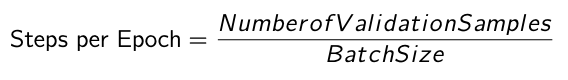 Steps per Epoch = NumberofValidationSamples / BatchSize